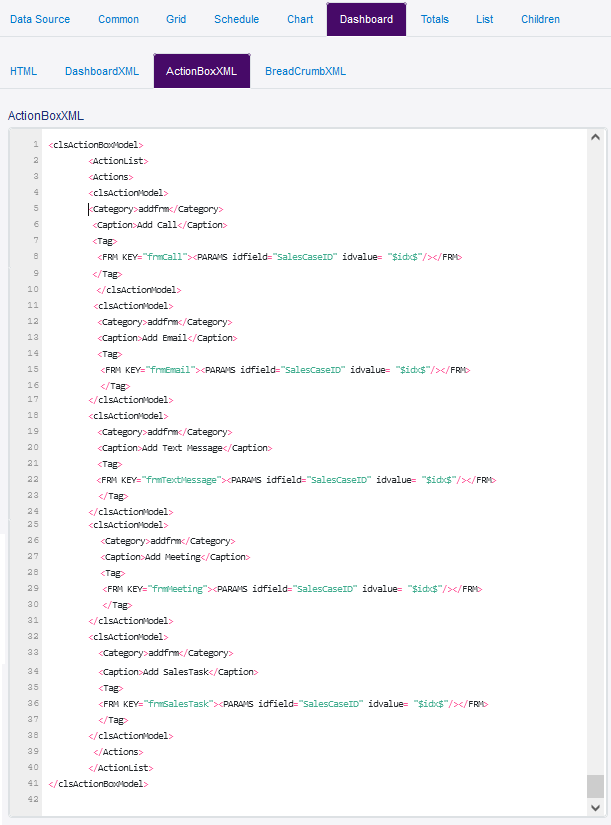 Data Source Common Grid Schedule Chart Dashboard Totals List Children
HTML DashboardXML ActionBoxXML BreadCrumbXML
ActionBoxXML
1 <clsActionBoxModel>
2 <ActionList>
3 <Actions>
4 <clsActionModel>
5 <Category>addfrm</Category>
6 <Caption>Add Call</Caption>
7 <Tag>
8 <FRM KEY="frmCall"><PARAMS idfield="SalesCaseID" idvalue= "$idx$"/></FRM>
9 </Tag>
10 </clsActionModel>
11 <clsActionModel>
12 <Category>addfrm</Category>
13 <Caption>Add Email</Caption>
14 <Tag>
15 <FRM KEY="frmEmail"><PARAMS idfield="SalesCaseID" idvalue= "$idx$"/></FRM>
16 </Tag>
17 </clsActionModel>
18 <clsActionModel>
19 <Category>addfrm</Category>
20 <Caption>Add Text Message</Caption>
21 <Tag>
22 <FRM KEY="frmTextMessage"><PARAMS idfield="SalesCaseID" idvalue= "$idx$"/></FRM>
23 </Tag>
24 </clsActionModel>
25 <clsActionModel>
26 <Category>addfrm</Category>
27 <Caption>Add Meeting</Caption>
28 <Tag>
29 <FRM KEY="frmMeeting"><PARAMS idfield="SalesCaseID" idvalue= "$idx$"/></FRM>
30 </Tag>
31 </clsActionModel>
32 <clsActionModel>
33 <Category>addfrm</Category>
34 <Caption>Add SalesTask</Caption>
35 <Tag>
36 <FRM KEY="frmSalesTask"><PARAMS idfield="SalesCaseID" idvalue= "$idx$"/></FRM>
37 </Tag>
38 </clsActionModel>
39 </Actions>
40 </ActionList>
41 </clsActionBoxModel>
42